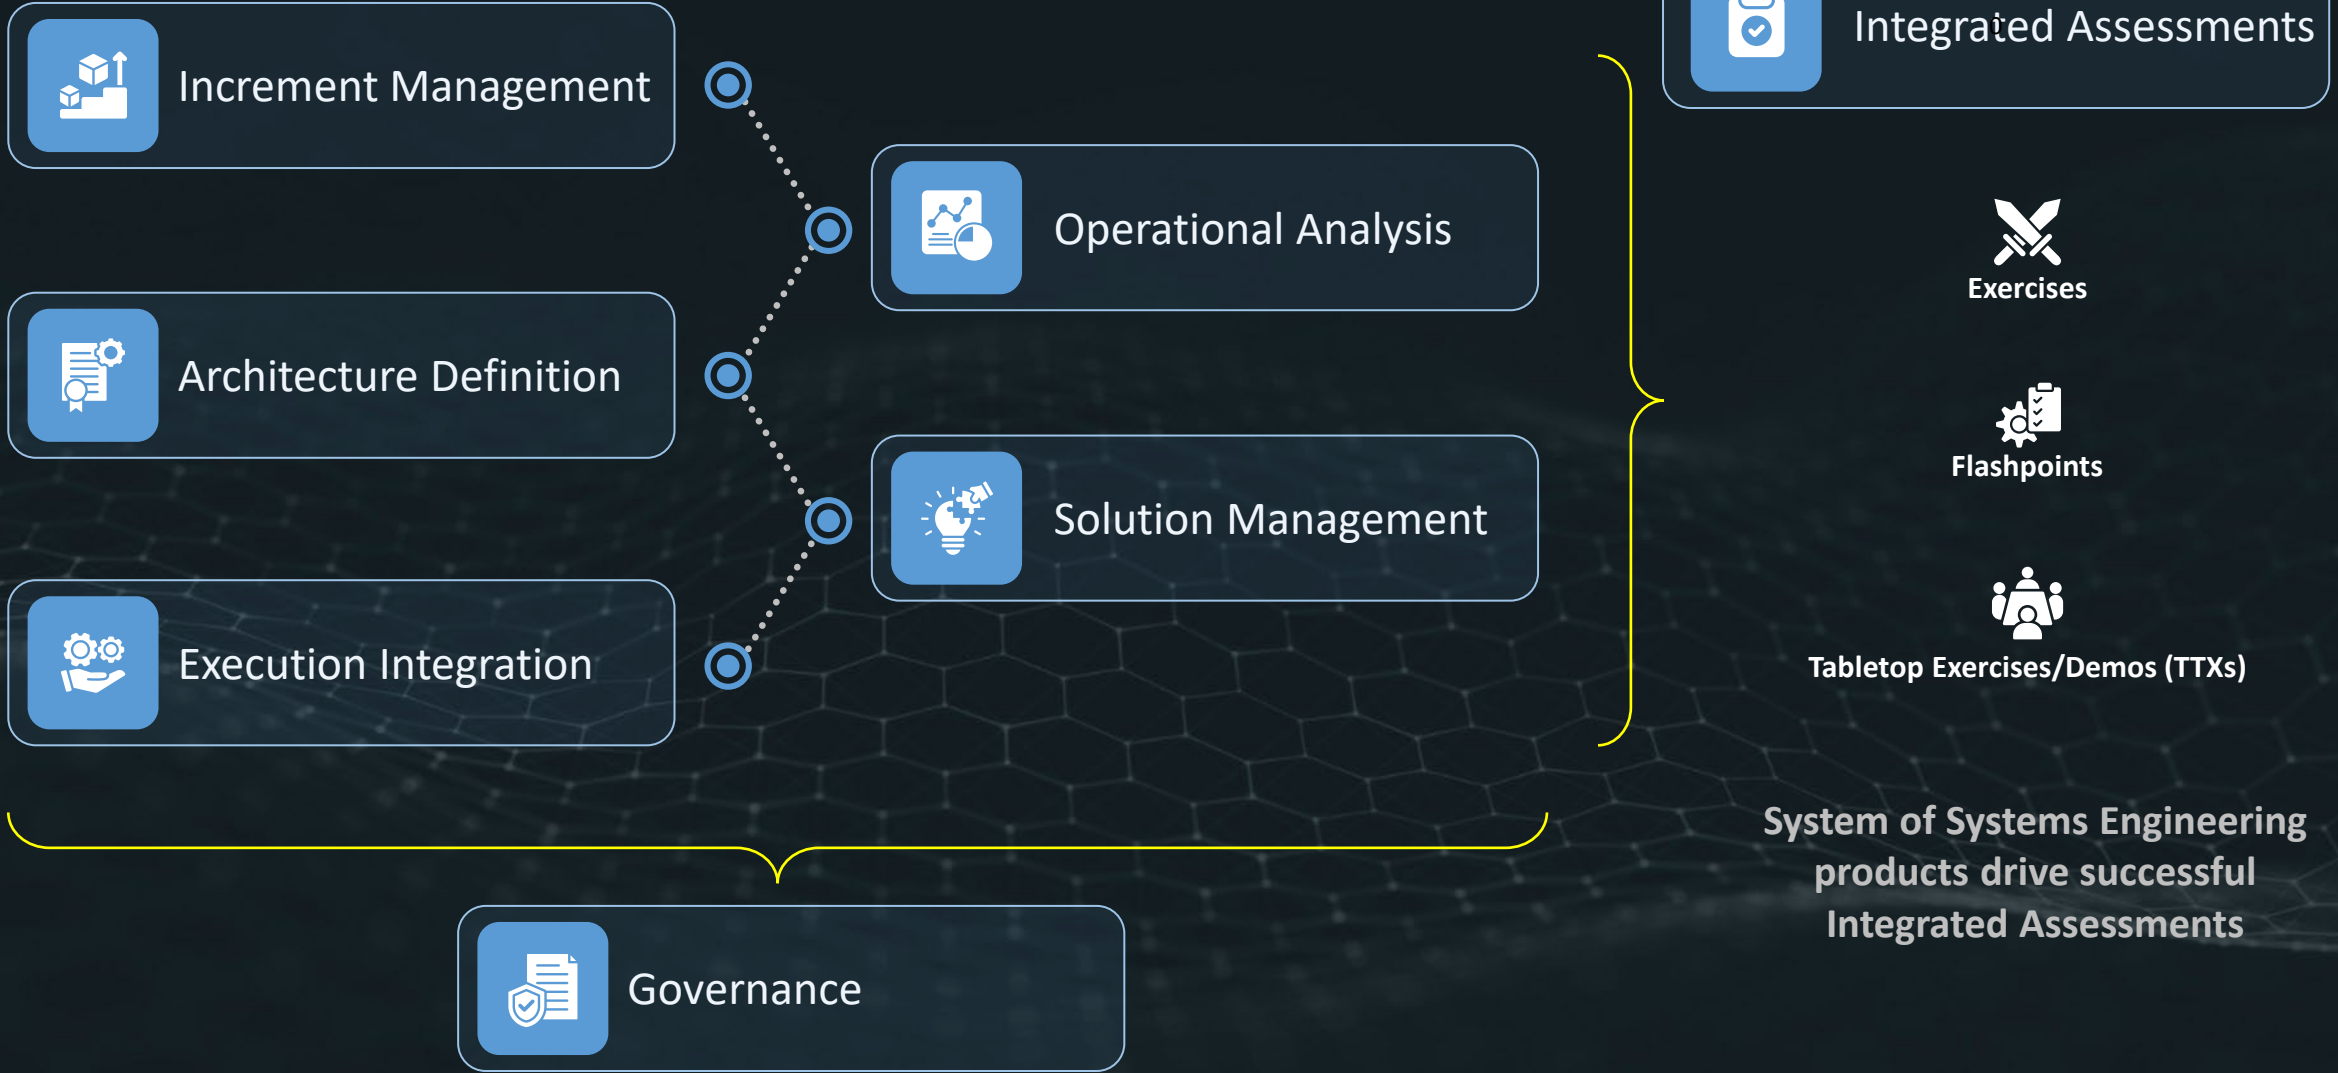 Increment Management
Operational Analysis
Architecture Definition
Solution Management
Execution Integration
Governance
Integrated Assessments
Exercises
Flashpoints
Tabletop Exercises/Demos (TTXs)
System of Systems Engineering
products drive successful
Integrated Assessments